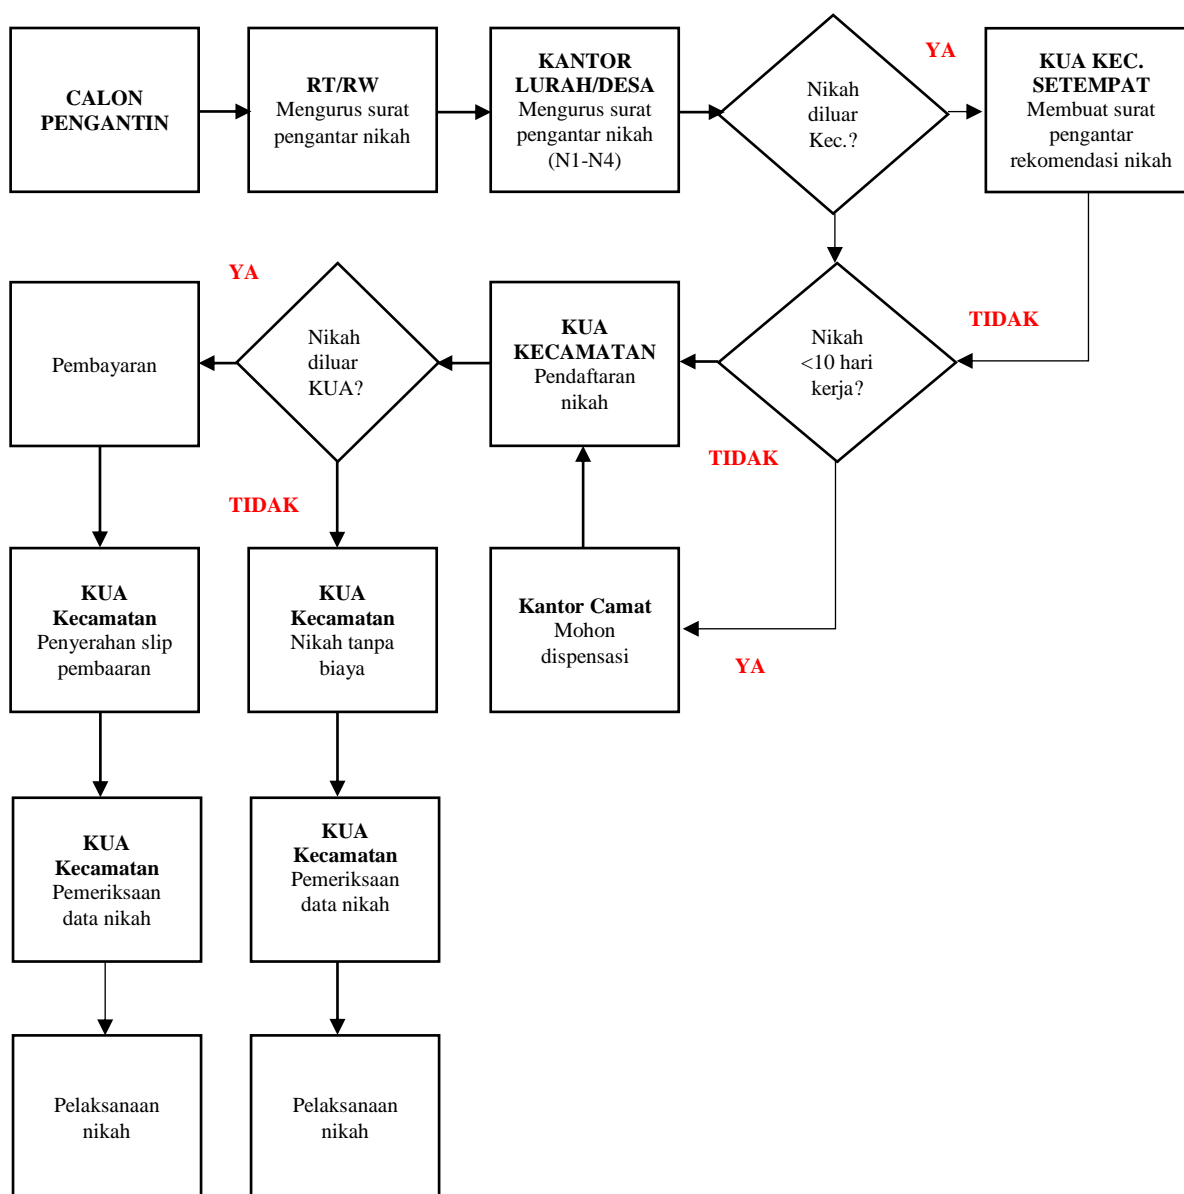 CALON
PENGANTIN
RT/RW
Mengurus surat
pengantar nikah
KANTOR
LURAH/DESA
Mengurus surat
pengantar nikah
(N1-N4)
Nikah
diluar
Kec.?
YA
KUA KEC.
SETEMPAT
Membuat surat
pengantar
rekomendasi nikah
TIDAK
Nikah
<10 hari
kerja?
TIDAK
KUA
KECAMATAN
Pendaftaran
nikah
Nikah
diluar
KUA?
YA
Pembayaran
TIDAK
YA
Kantor Camat
Mohon
dispensasi
KUA
Kecamatan
Nikah tanpa
biaya
KUA
Kecamatan
Penyerahan slip
pembaaran
KUA
Kecamatan
Pemeriksaan
data nikah
KUA
Kecamatan
Pemeriksaan
data nikah
Pelaksanaan
nikah
Pelaksanaan
nikah